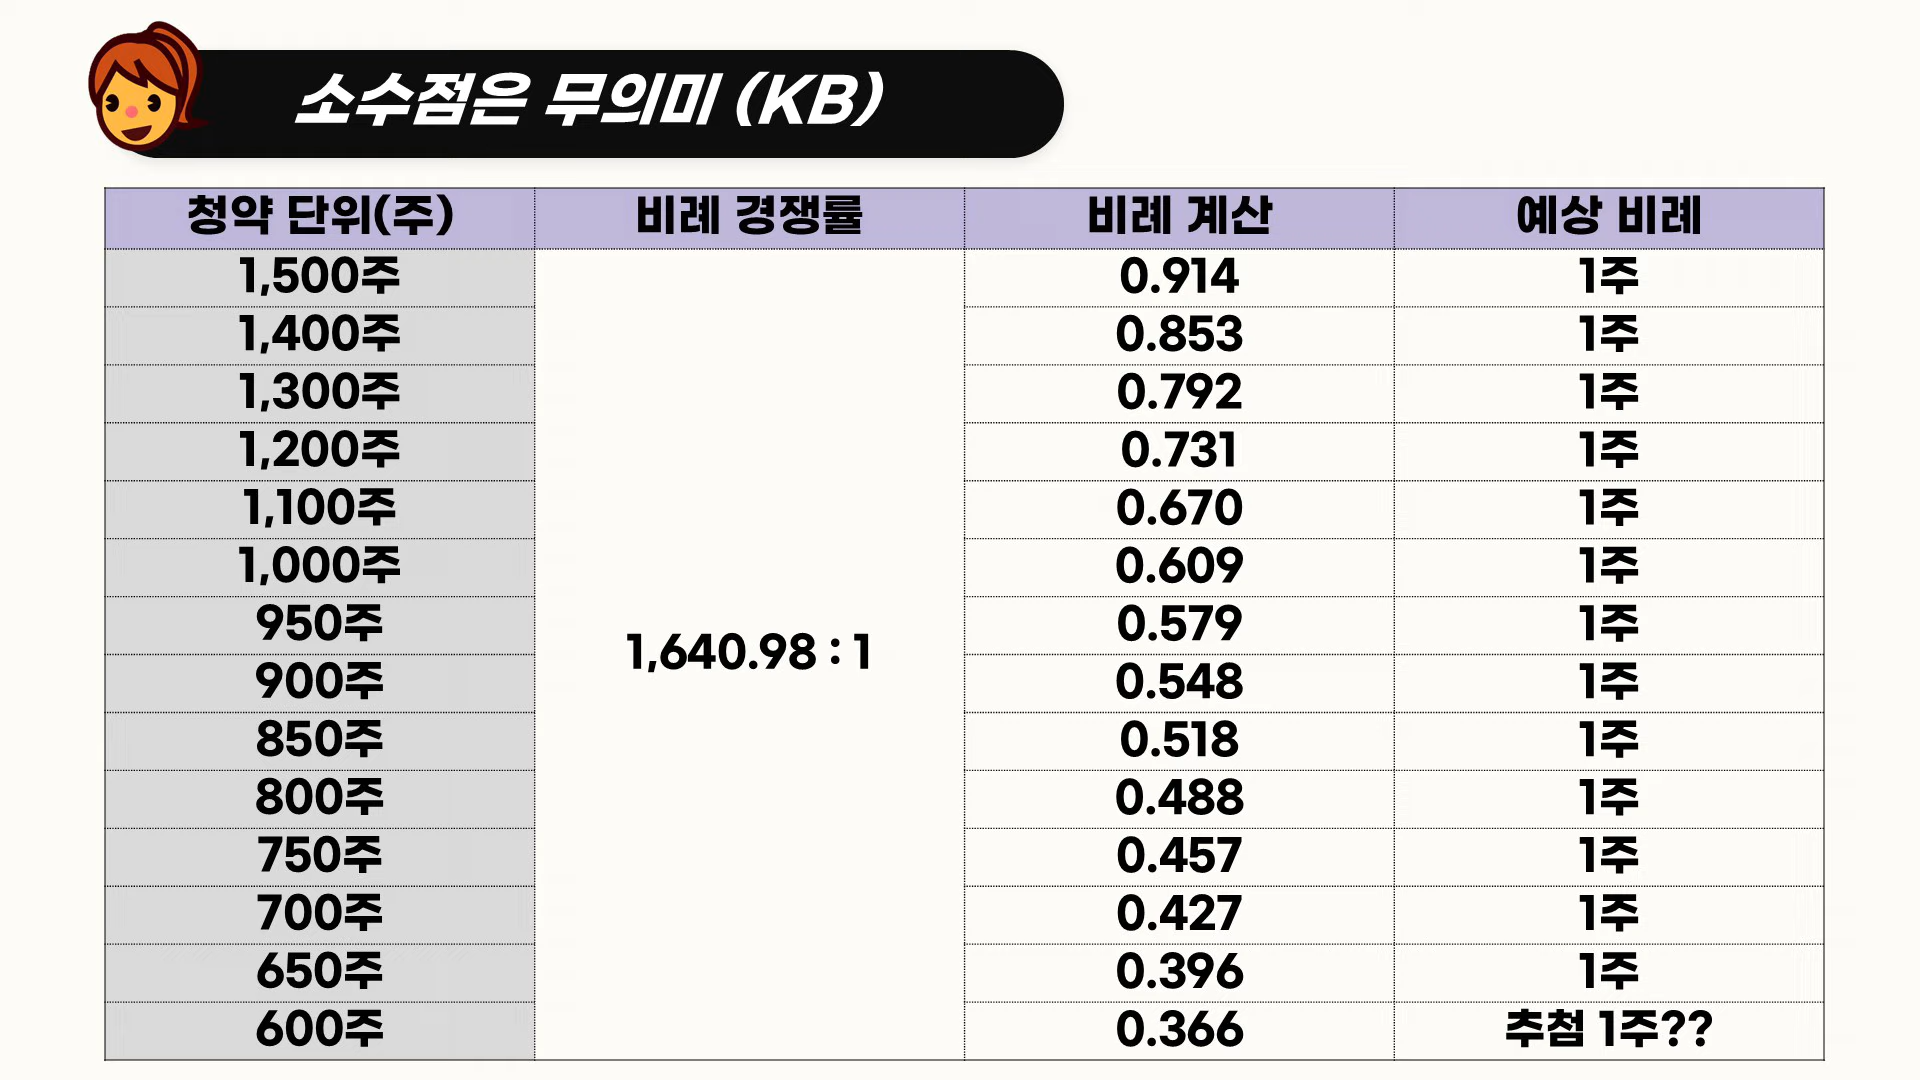 소수점은 무의미 (KB)
청약 단위(주) 비례 경쟁률 비례 계산 예상 비례
1,500주 0.914 1주
1,400주 0.853 1주
1,300주 0.792 1주
1,200주 0.731 1주
1,100주 0.670 1주
1,000주 0.609 1주
950주 0.579 1주
1,640.98 : 1
900주 0.548 1주
850주 0.518 1주
800주 0.488 1주
750주 0.457 1주
700주 0.427 1주
650주 0.396 1주
600주 0.366 추첨 1주??